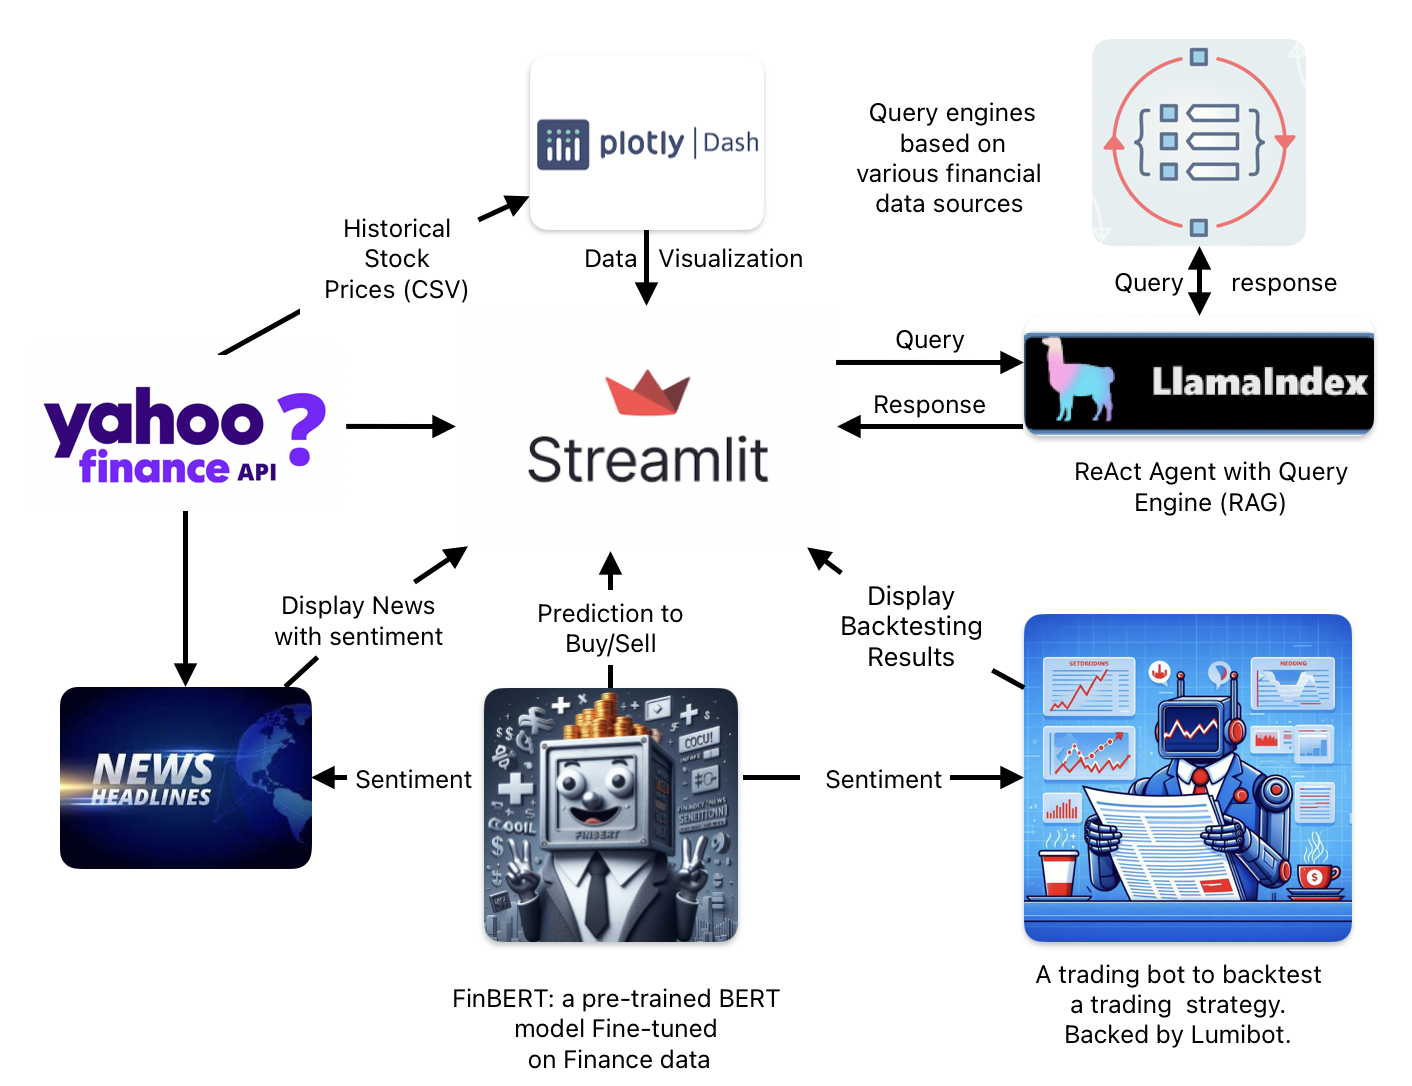 plotly | Dash
Query engines
based on
various financial
data sources
Historical
Stock
Prices (CSV)
Data Visualization
Query response
Query
LlamaIndex
Response
yahoo?
finance API
Streamlit
ReAct Agent with Query
Engine (RAG)
Display News
with sentiment
Prediction to
Buy/Sell
Display
Backtesting
Results
NEWS
HEADLINES
Sentiment
FINBERT
COCU!
Sentiment
SETDRIDINS
NEDDING
FinBERT: a pre-trained BERT
model Fine-tuned
on Finance data
A trading bot to backtest
a trading  strategy.
Backed by Lumibot.